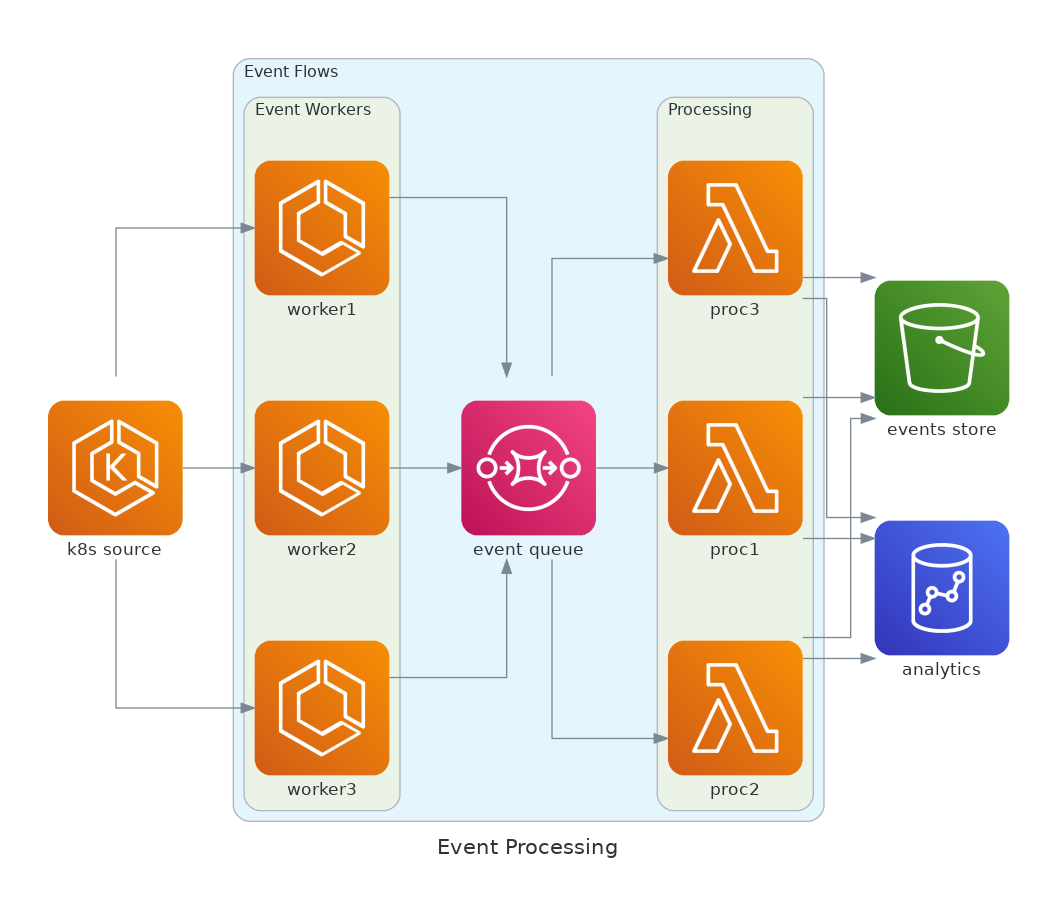 Event Flows
Event Workers
Processing
worker1
proc3
events store
K
k8s source
worker2
event queue
proc1
analytics
worker3
proc2
Event Processing